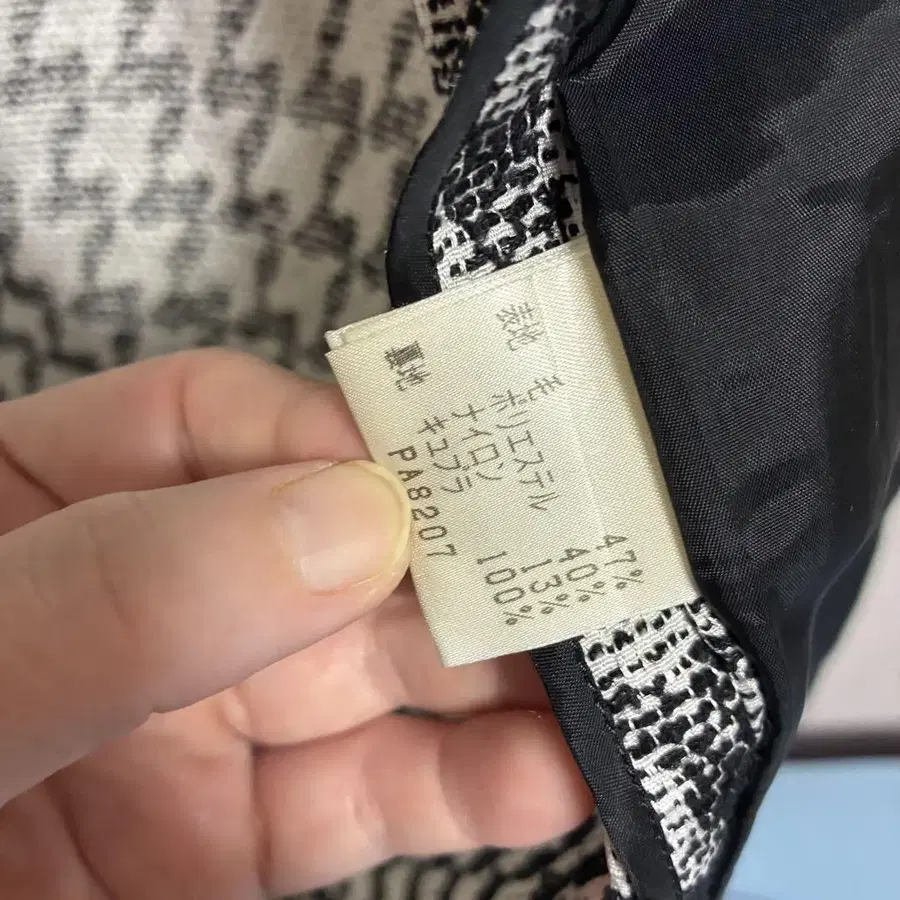 表地 毛 47%
ポリエステル 40%
ナイロン 13%
裏地 キュプラ 100%
PA8207